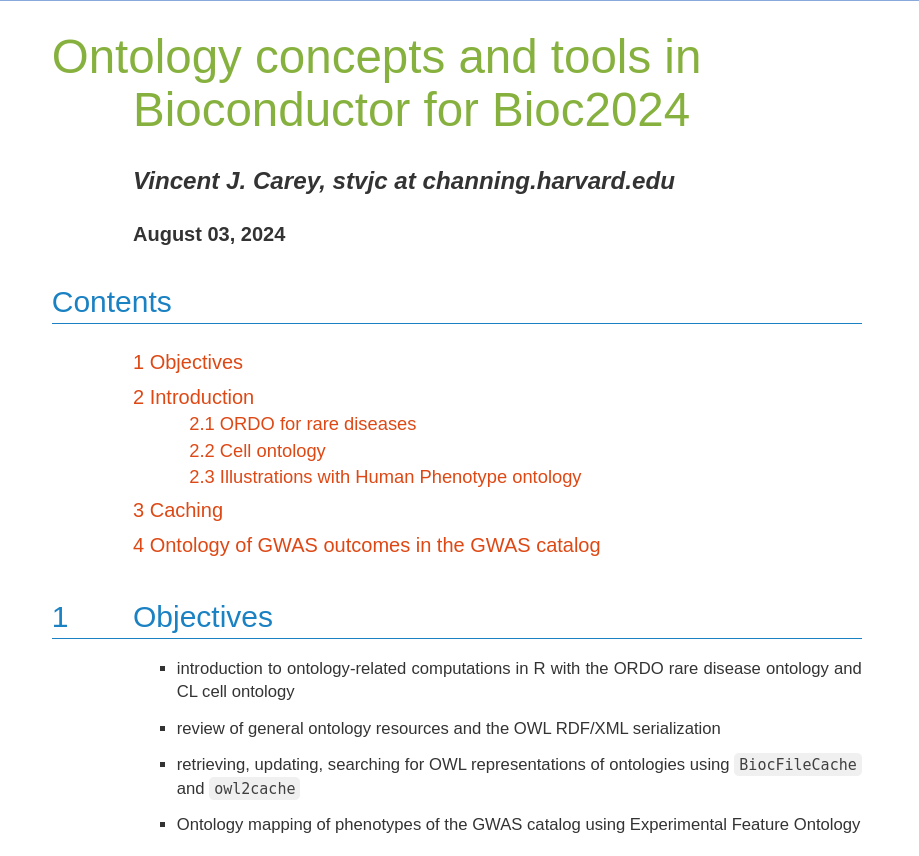 Ontology concepts and tools in
Bioconductor for Bioc2024
Vincent J. Carey, stvjc at channing.harvard.edu
August 03, 2024
Contents
1 Objectives
2 Introduction
2.1 ORDO for rare diseases
2.2 Cell ontology
2.3 Illustrations with Human Phenotype ontology
3 Caching
4 Ontology of GWAS outcomes in the GWAS catalog
1 Objectives
▪ introduction to ontology-related computations in R with the ORDO rare disease ontology and
CL cell ontology
▪ review of general ontology resources and the OWL RDF/XML serialization
▪ retrieving, updating, searching for OWL representations of ontologies using BiocFileCache
and owl2cache
▪ Ontology mapping of phenotypes of the GWAS catalog using Experimental Feature Ontology